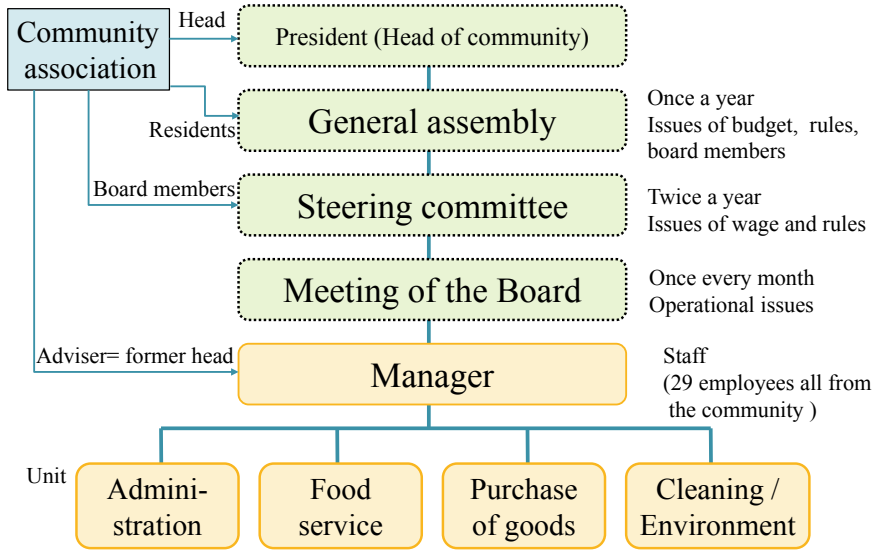 Community
association
Head
President (Head of community)
Residents
General assembly
Once a year
Issues of budget, rules,
board members
Board members
Steering committee
Twice a year
Issues of wage and rules
Meeting of the Board
Once every month
Operational issues
Adviser= former head
Manager
Staff
(29 employees all from
the community )
Unit
Admini-
stration
Food
service
Purchase
of goods
Cleaning /
Environment